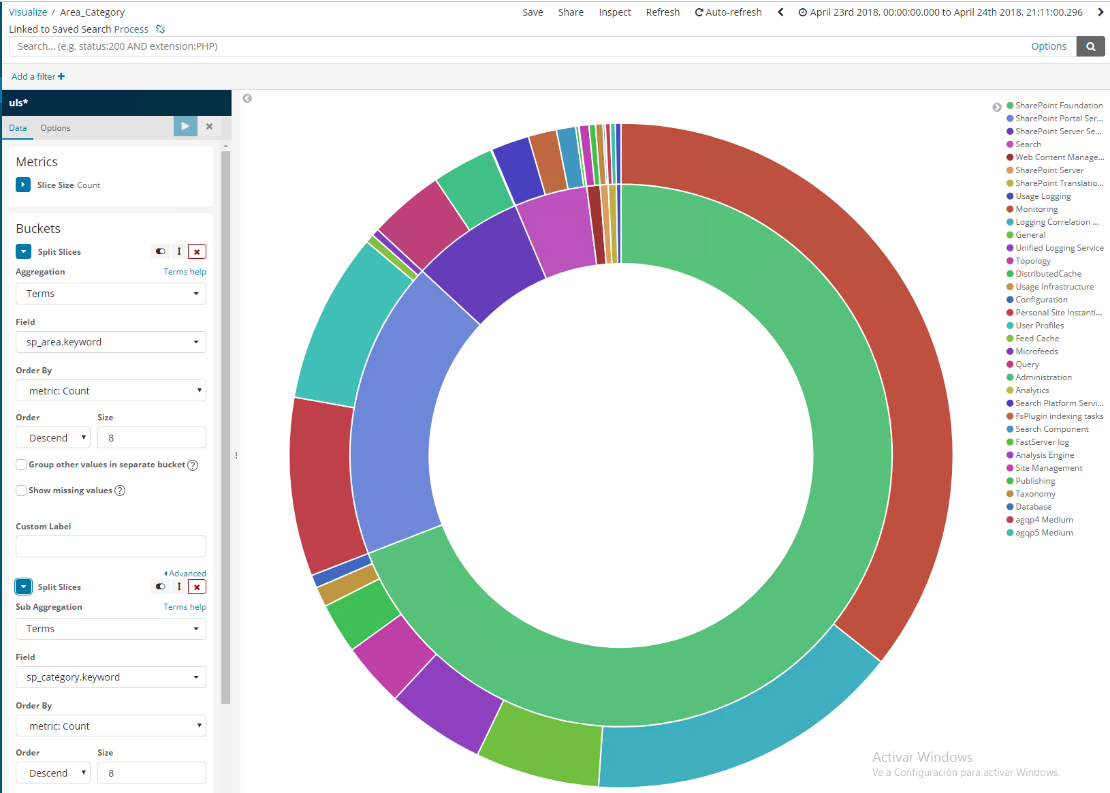 Visualize / Area_Category
Save Share Inspect Refresh Auto-refresh April 23rd 2018, 00:00:00.000 to April 24th 2018, 21:11:00.296
Linked to Saved Search Process
Search... (e.g. status:200 AND extension:PHP)
Options
Add a filter +
uls*
Data Options
Metrics
Slice Size Count
Buckets
Split Slices
Aggregation Terms help
Terms
Field
sp_area.keyword
Order By
metric: Count
Order Size
Descend 8
Group other values in separate bucket ?
Show missing values ?
Custom Label
Advanced
Split Slices
Sub Aggregation Terms help
Terms
Field
sp_category.keyword
Order By
metric: Count
Order Size
Descend 8
SharePoint Foundation
SharePoint Portal Ser...
SharePoint Server Se...
Search
Web Content Manage...
SharePoint Server
SharePoint Translatio...
Usage Logging
Monitoring
Logging Correlation ...
General
Unified Logging Service
Topology
DistributedCache
Usage Infrastructure
Configuration
Personal Site Instanti...
User Profiles
Feed Cache
Microfeeds
Query
Administration
Analytics
Search Platform Servi...
FsPlugin indexing tasks
Search Component
FastServer log
Analysis Engine
Site Management
Publishing
Taxonomy
Database
agqp4 Medium
agqp5 Medium
Activar Windows
Ve a Configuración para activar Windows.